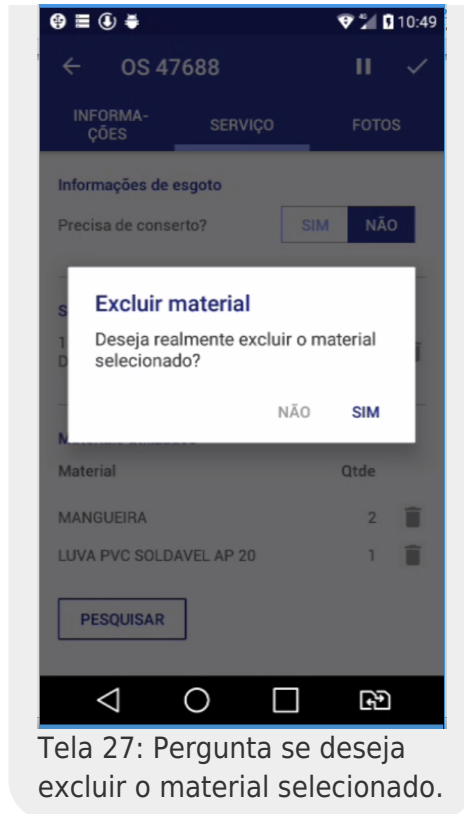 10:49
OS 47688
INFORMA-
ÇÕES
SERVIÇO
FOTOS
Informações de esgoto
Precisa de conserto?
SIM
NÃO
S
Excluir material
1
Deseja realmente excluir o material
D
selecionado?
NÃO
SIM
Material
Qtde
MANGUEIRA
2
LUVA PVC SOLDAVEL AP 20
1
PESQUISAR
Tela 27: Pergunta se deseja
excluir o material selecionado.